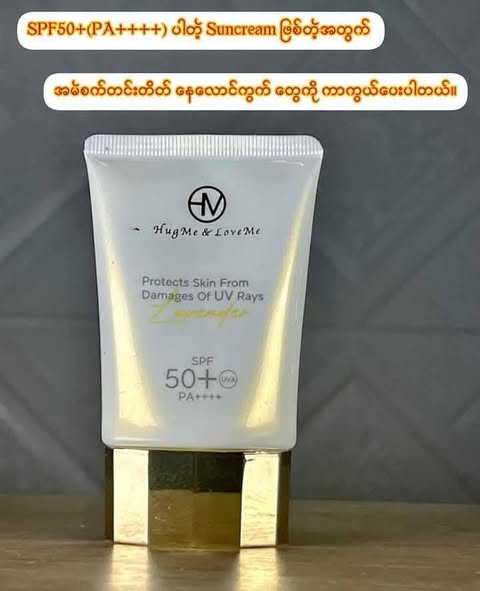 SPF50+(PA++++) ပါတဲ့ Suncream ဖြစ်တဲ့အတွက်
အမဲစက်တင်းတိတ် နေလောင်ကွက် တွေကို ကာကွယ်ပေးပါတယ်။
HM
HugMe & LoveMe
Protects Skin From
Damages Of UV Rays
Lavender
SPF
50+ UVA
PA++++